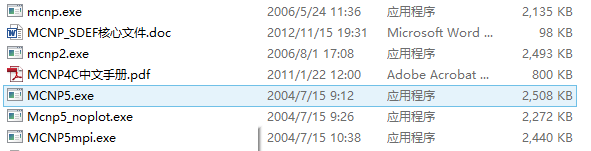 mcnp.exe 2006/5/24 11:36 应用程序 2,135 KB
MCNP_SDEF核心文件.doc 2012/11/15 19:31 Microsoft Word ... 98 KB
mcnp2.exe 2006/8/1 17:08 应用程序 2,493 KB
MCNP4C中文手册.pdf 2011/1/22 12:00 Adobe Acrobat ... 800 KB
MCNP5.exe 2004/7/15 9:12 应用程序 2,508 KB
Mcnp5_noplot.exe 2004/7/15 9:26 应用程序 2,272 KB
MCNP5mpi.exe 2004/7/15 10:38 应用程序 2,440 KB